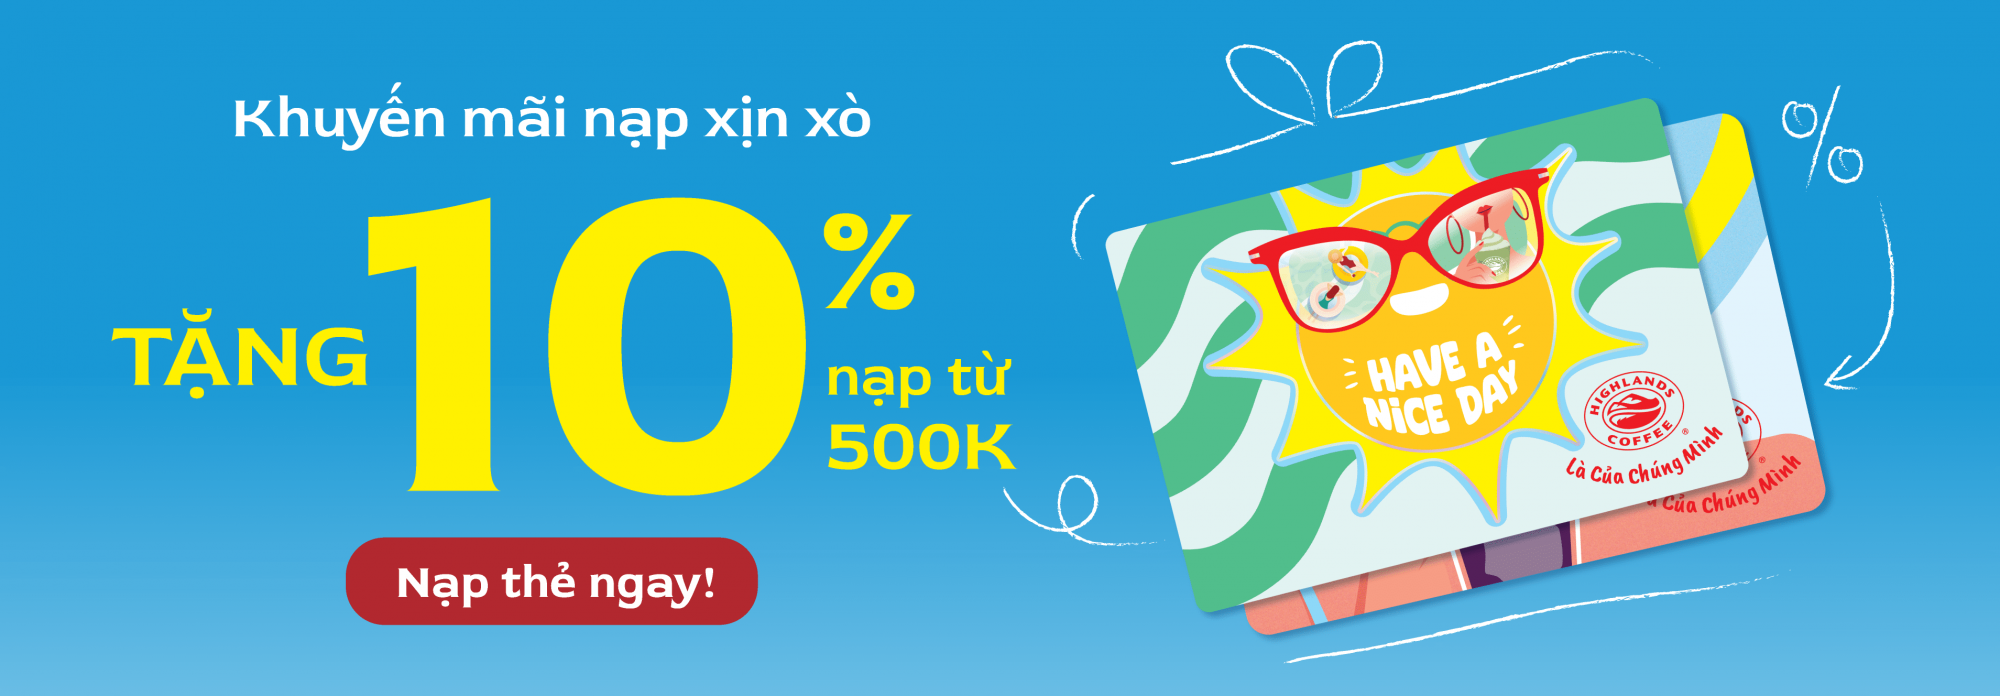 Khuyến mãi nạp xịn xò
TẶNG 10%
nạp từ
500K
Nạp thẻ ngay!
%
HAVE A
NiCE DAY
HIGHLANDS
COFFEE
®
Là Của Chúng Mình
Của Chúng Mình